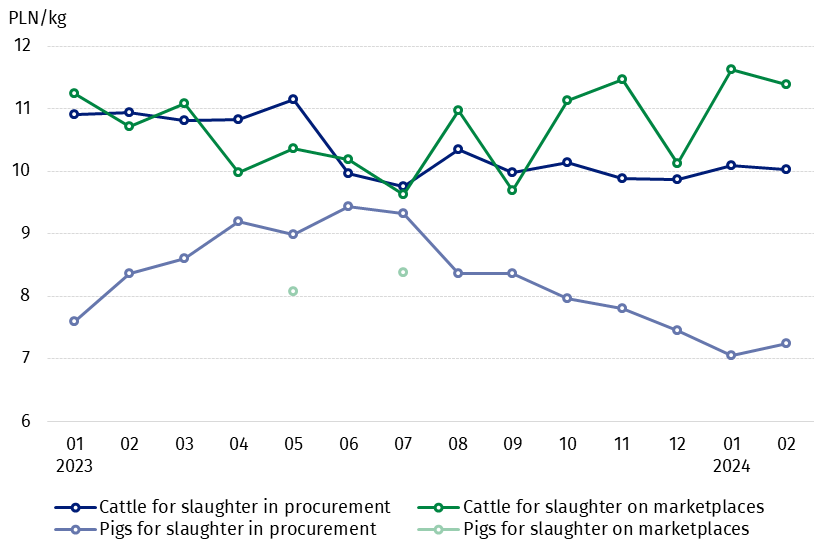 PLN/kg
12
11
10
9
8
7
6
01 02 03 04 05 06 07 08 09 10 11 12 01 02
2023 2024
Cattle for slaughter in procurement Cattle for slaughter on marketplaces
Pigs for slaughter in procurement Pigs for slaughter on marketplaces